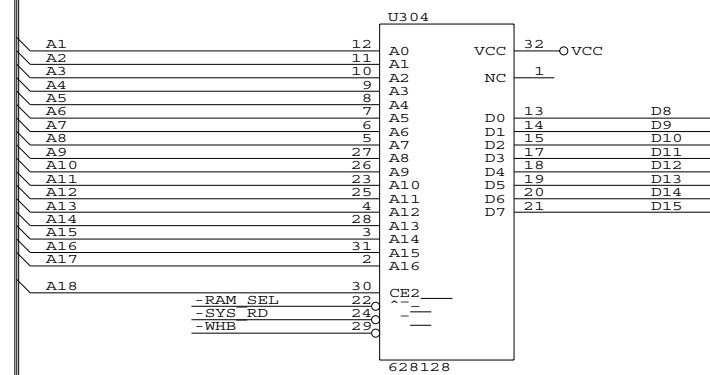 U304
A1 12 A0 VCC 32 VCC
A2 11 A1
A3 10 A2 NC 1
A4 9 A3
A5 8 A4
A6 7 A5 D0 13 D8
A7 6 A6 D1 14 D9
A8 5 A7 D2 15 D10
A9 27 A8 D3 17 D11
A10 26 A9 D4 18 D12
A11 23 A10 D5 19 D13
A12 25 A11 D6 20 D14
A13 4 A12 D7 21 D15
A14 28 A13
A15 3 A14
A16 31 A15
A17 2 A16
A18 30 CE2
-RAM_SEL 22
-SYS_RD 24
-WHB 29
628128